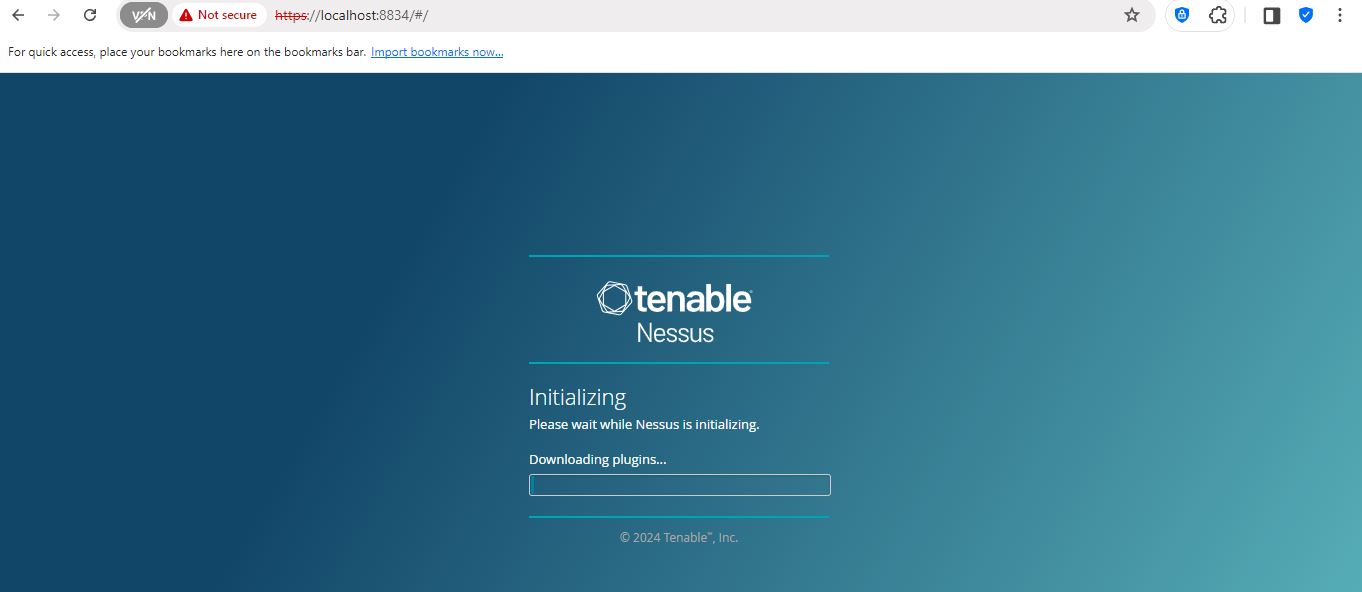 VPN Not secure https://localhost:8834/#/
For quick access, place your bookmarks here on the bookmarks bar. Import bookmarks now...
tenable
Nessus
Initializing
Please wait while Nessus is initializing.
Downloading plugins...
© 2024 Tenable™, Inc.